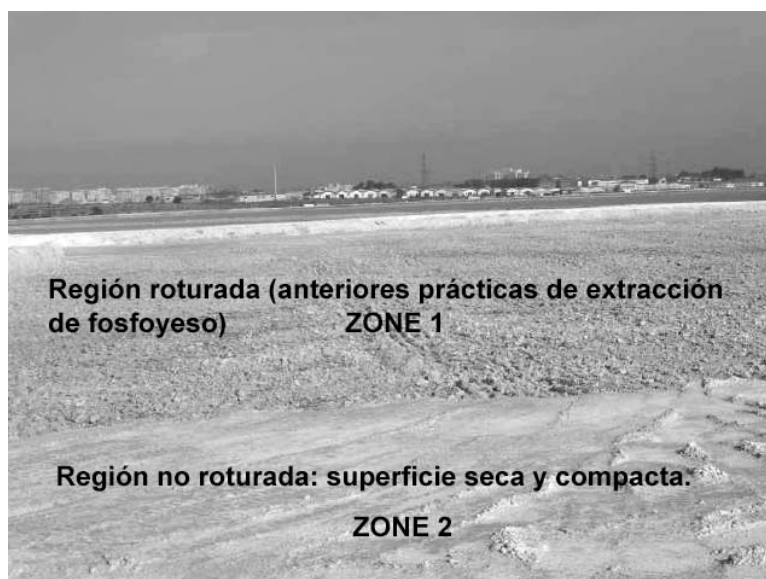 Región roturada (anteriores prácticas de extracción
de fosfoyeso) ZONE 1
Región no roturada: superficie seca y compacta.
ZONE 2